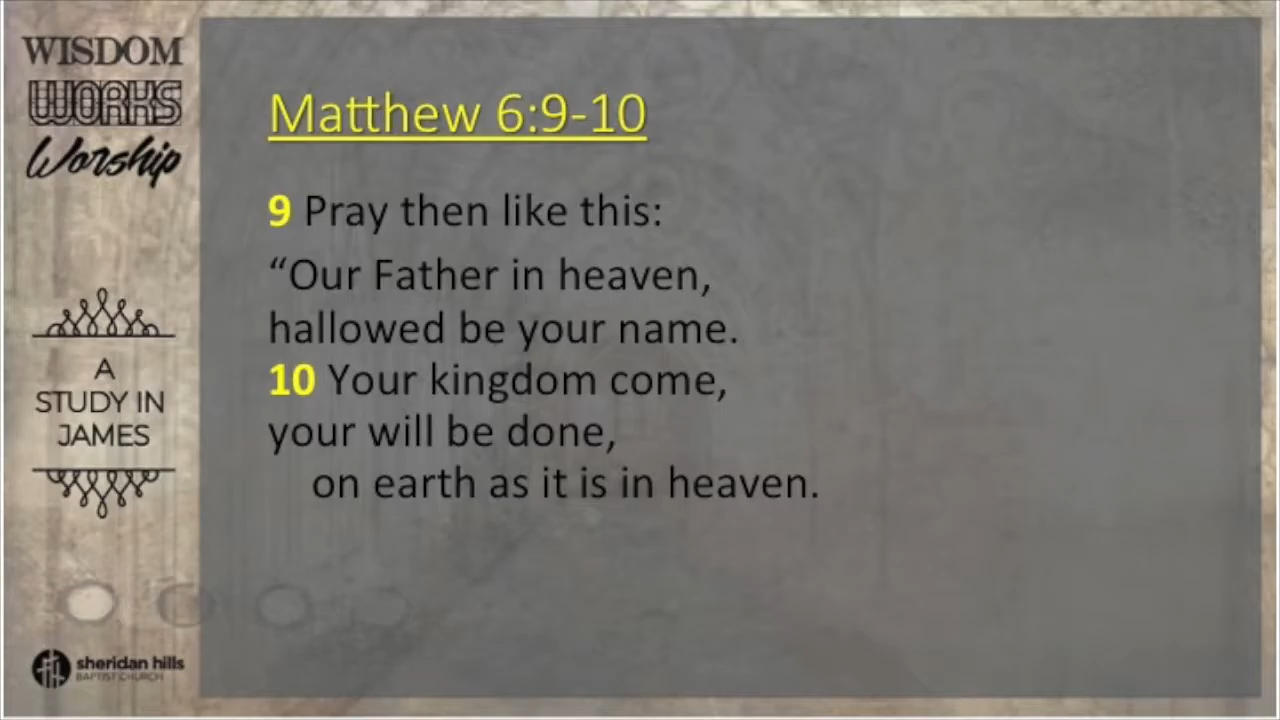 WISDOM
WORKS
Worship
A
STUDY IN
JAMES
sheridan hills
BAPTIST CHURCH
Matthew 6:9-10
9 Pray then like this:
“Our Father in heaven,
hallowed be your name.
10 Your kingdom come,
your will be done,
on earth as it is in heaven.